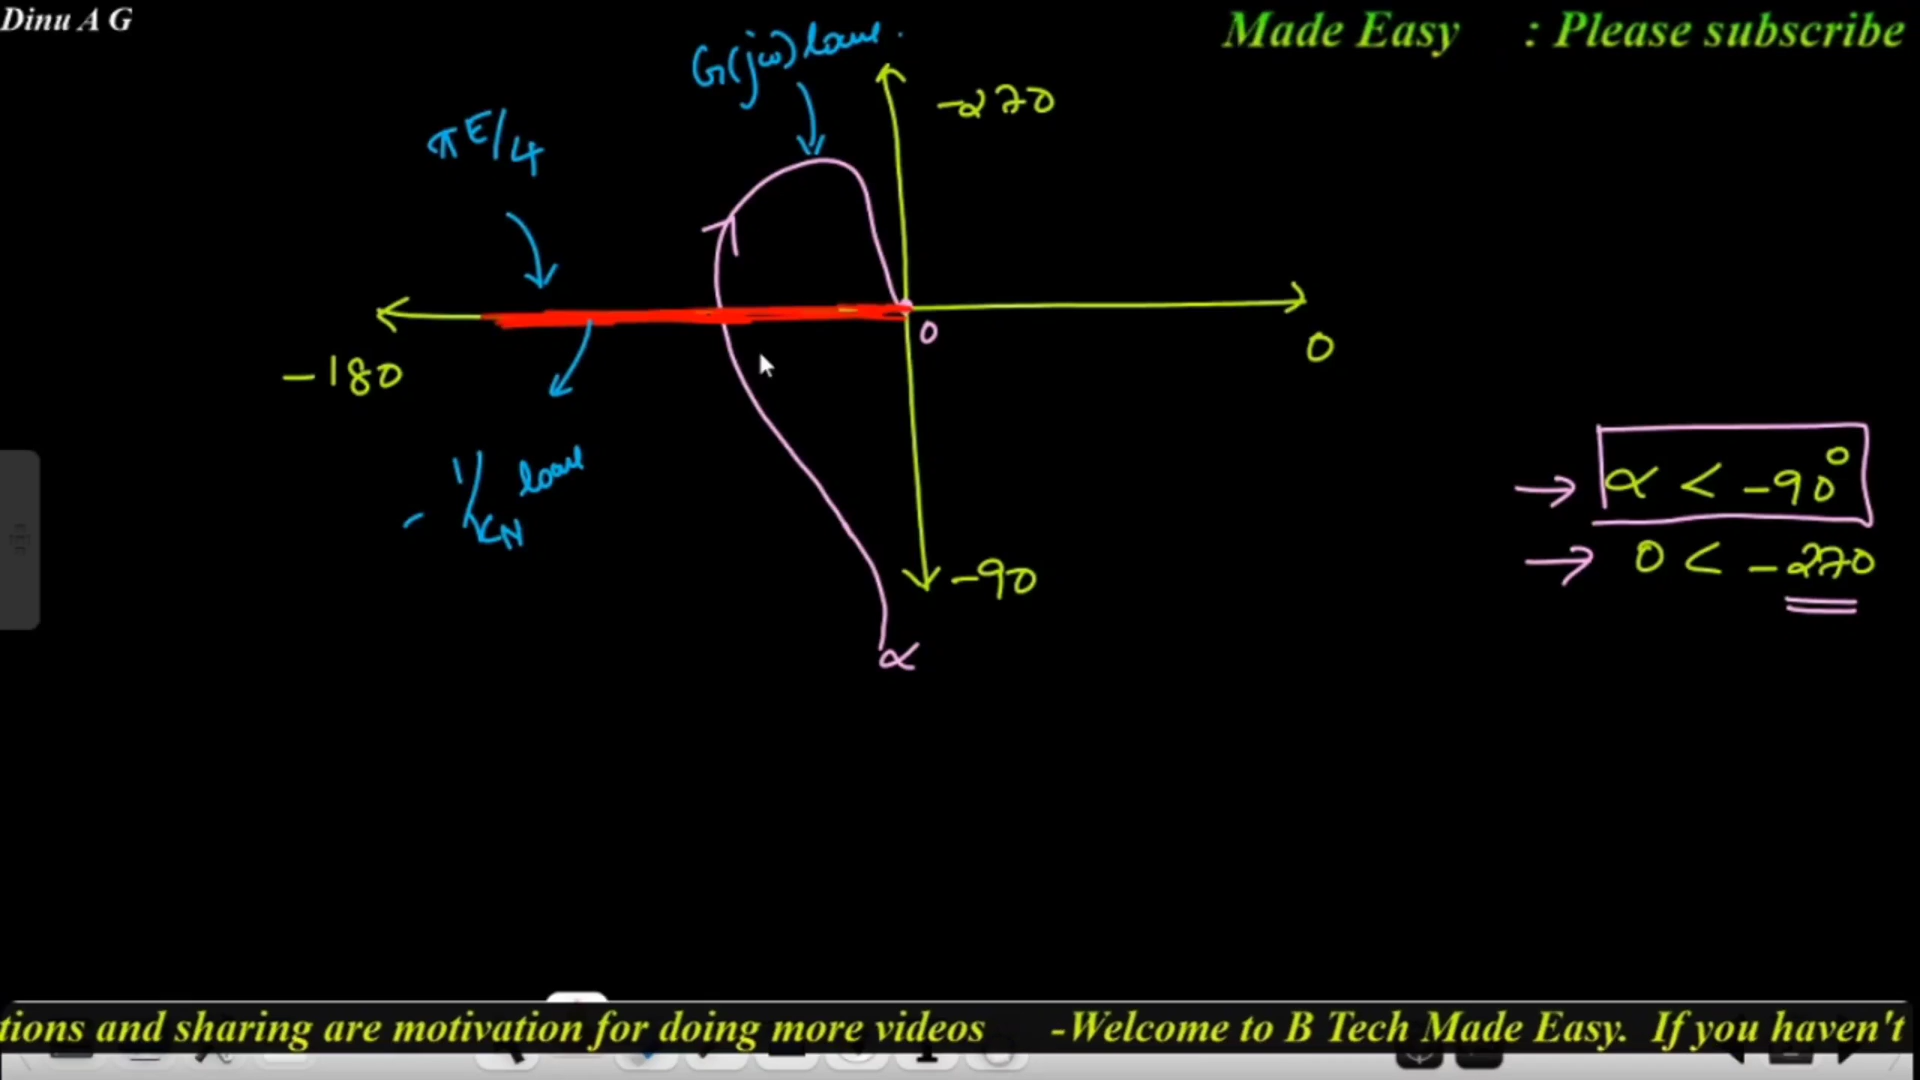 Dinu A G
Made Easy : Please subscribe
G(jω) locus.
-270
πE/4
0
-180
0
- 1/KN locus
∝ < -90°
0 < -270
-90
∝
tions and sharing are motivation for doing more videos -Welcome to B Tech Made Easy. If you haven't